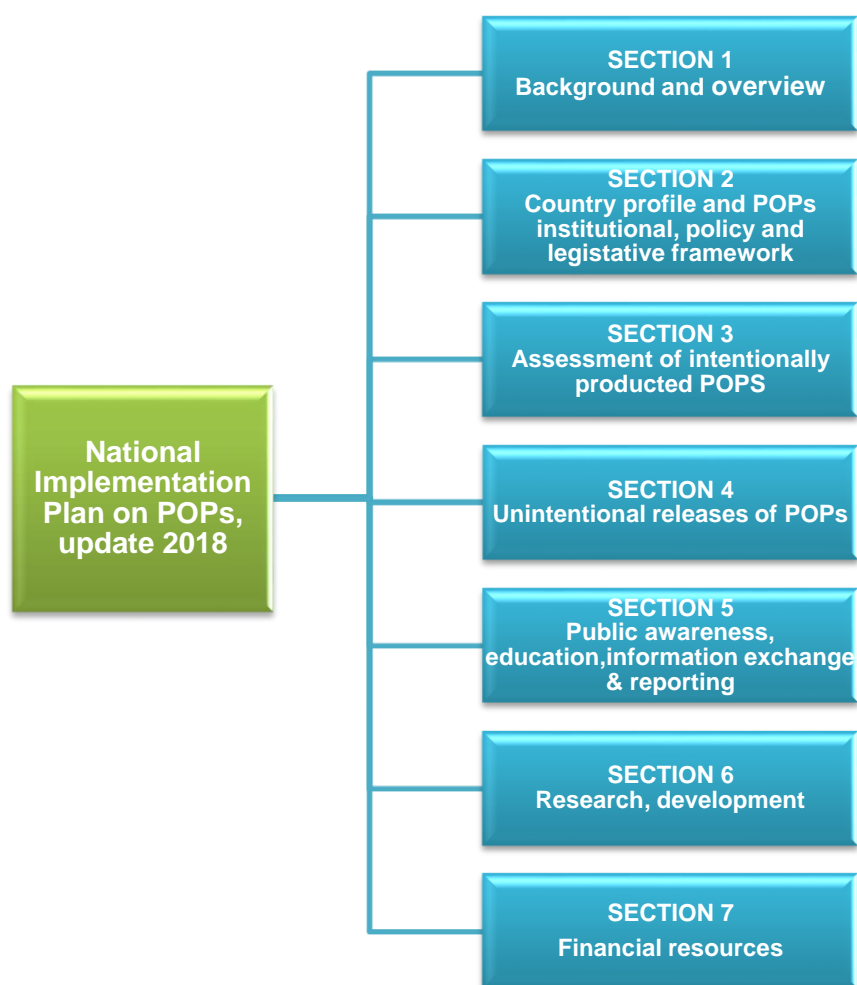 National
Implementation
Plan on POPs,
update 2018
SECTION 1
Background and overview
SECTION 2
Country profile and POPs
institutional, policy and
legistative framework
SECTION 3
Assessment of intentionally
producted POPS
SECTION 4
Unintentional releases of POPs
SECTION 5
Public awareness,
education,information exchange
& reporting
SECTION 6
Research, development
SECTION 7
Financial resources